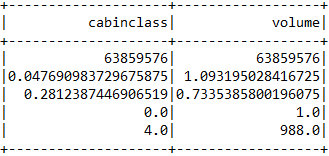 +--------------------+------------------+
|          cabinclass|            volume|
+--------------------+------------------+
|            63859576|          63859576|
|0.047690983729675875| 1.093195028416725|
|  0.2812387446906519|0.7335385800196075|
|                 0.0|               1.0|
|                 4.0|             988.0|
+--------------------+------------------+